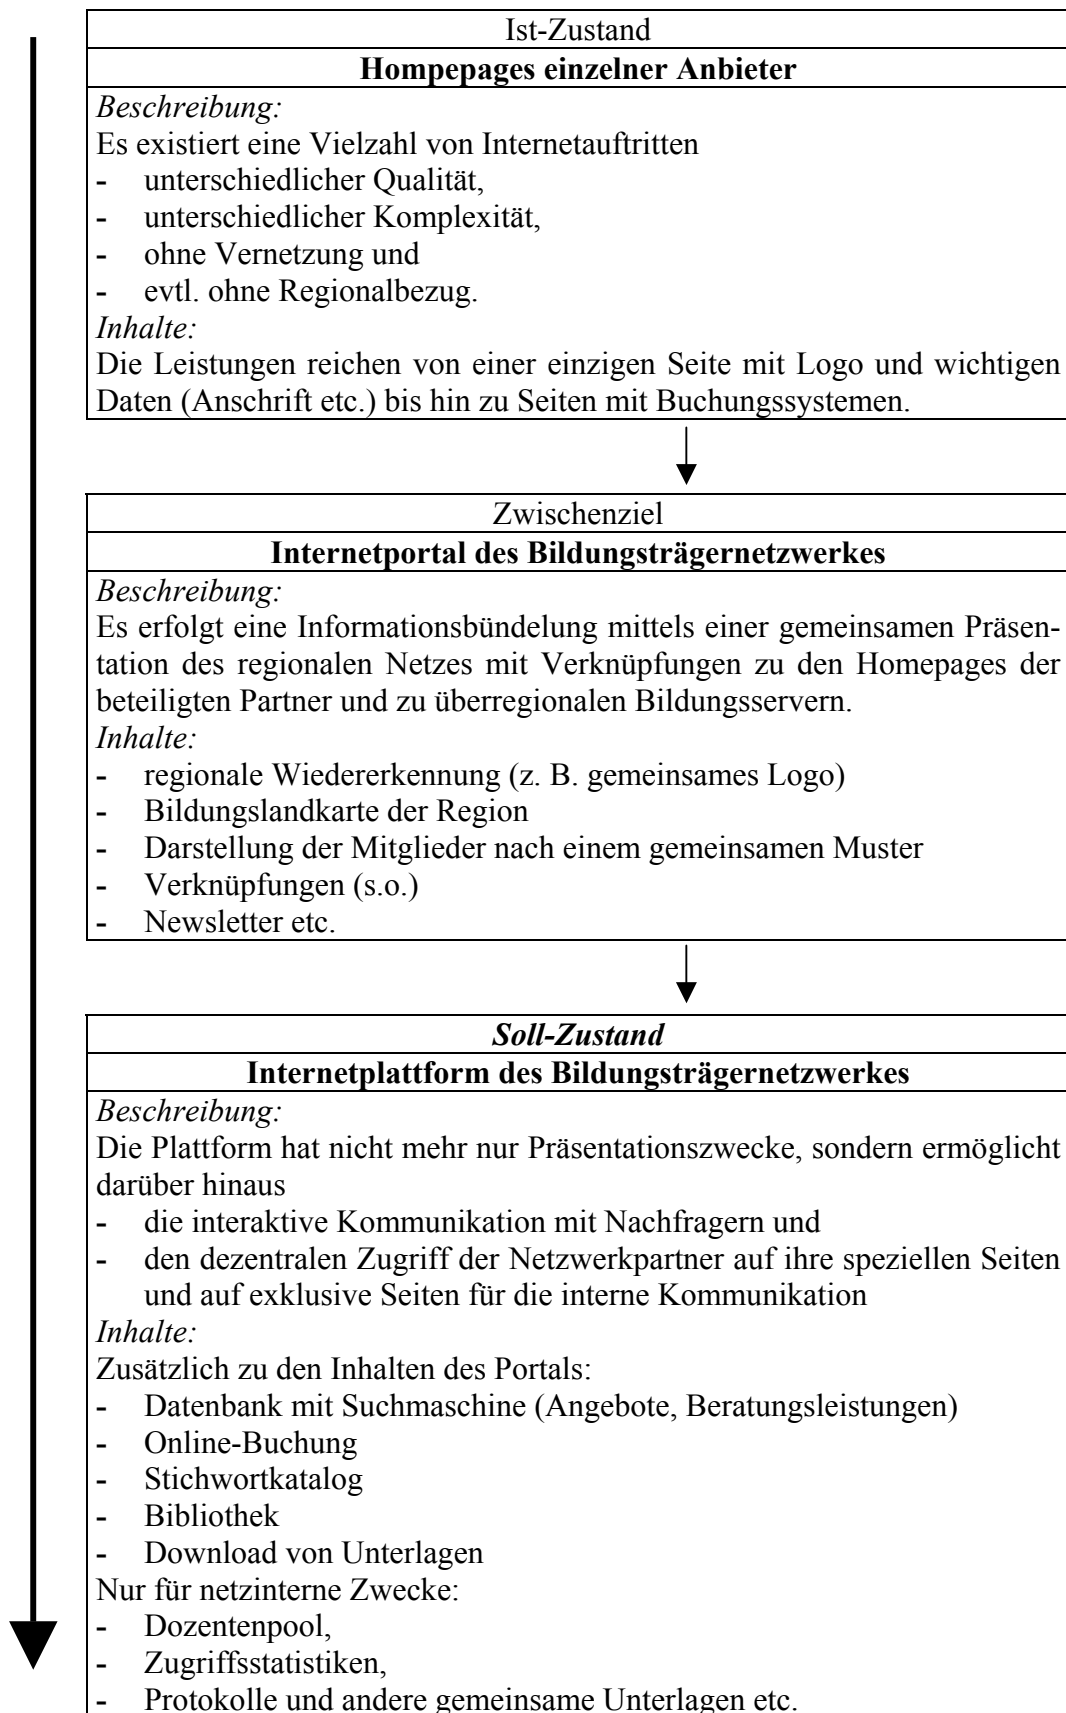 Ist-Zustand
Hompepages einzelner Anbieter
Beschreibung:
Es existiert eine Vielzahl von Internetauftritten
- unterschiedlicher Qualität,
- unterschiedlicher Komplexität,
- ohne Vernetzung und
- evtl. ohne Regionalbezug.
Inhalte:
Die Leistungen reichen von einer einzigen Seite mit Logo und wichtigen
Daten (Anschrift etc.) bis hin zu Seiten mit Buchungssystemen.
Zwischenziel
Internetportal des Bildungsträgernetzwerkes
Beschreibung:
Es erfolgt eine Informationsbündelung mittels einer gemeinsamen Präsen-
tation des regionalen Netzes mit Verknüpfungen zu den Homepages der
beteiligten Partner und zu überregionalen Bildungsservern.
Inhalte:
- regionale Wiedererkennung (z. B. gemeinsames Logo)
- Bildungslandkarte der Region
- Darstellung der Mitglieder nach einem gemeinsamen Muster
- Verknüpfungen (s.o.)
- Newsletter etc.
Soll-Zustand
Internetplattform des Bildungsträgernetzwerkes
Beschreibung:
Die Plattform hat nicht mehr nur Präsentationszwecke, sondern ermöglicht
darüber hinaus
- die interaktive Kommunikation mit Nachfragern und
- den dezentralen Zugriff der Netzwerkpartner auf ihre speziellen Seiten
und auf exklusive Seiten für die interne Kommunikation
Inhalte:
Zusätzlich zu den Inhalten des Portals:
- Datenbank mit Suchmaschine (Angebote, Beratungsleistungen)
- Online-Buchung
- Stichwortkatalog
- Bibliothek
- Download von Unterlagen
Nur für netzinterne Zwecke:
- Dozentenpool,
- Zugriffsstatistiken,
- Protokolle und andere gemeinsame Unterlagen etc.